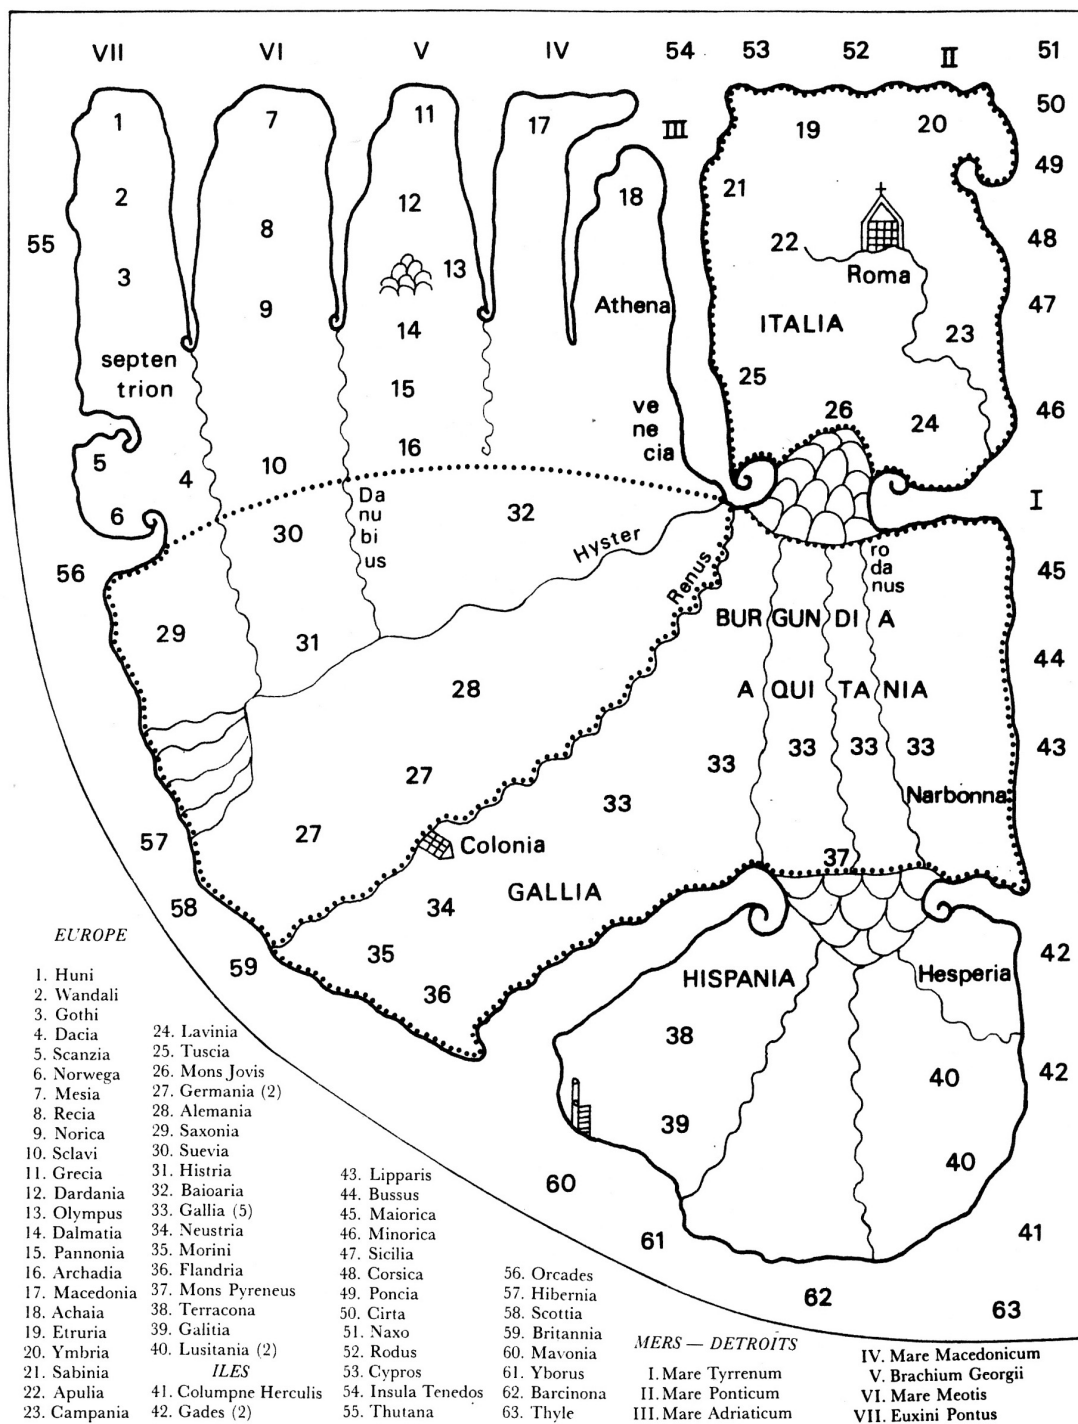 VII VI V IV 54 53 52 II 51
1 7 11 17 III 19 20 50
2 8 12 18 21 49
55 13 22 Roma 48
3 9 14 Athena ITALIA 23 47
septen
trion
15 25
ve
ne
cia
26 24 46
5 4 10 16
6 30 Da
nu
bi
us
32 Hyster Renus I
ro
da
nus
56 45
29 31 BURGUNDIA
28 AQUITANIA 44
27 33 33 33 33 33 43
Narbonna
57 27 Colonia 37
58 34 GALLIA
59 35 HISPANIA Hesperia 42
36
38 40 42
39 40
60
61 41
62 63
EUROPE
1. Huni
2. Wandali
3. Gothi
4. Dacia
5. Scanzia
6. Norwega
7. Mesia
8. Recia
9. Norica
10. Sclavi
11. Grecia
12. Dardania
13. Olympus
14. Dalmatia
15. Pannonia
16. Archadia
17. Macedonia
18. Achaia
19. Etruria
20. Ymbria
21. Sabinia
22. Apulia
23. Campania
24. Lavinia
25. Tuscia
26. Mons Jovis
27. Germania (2)
28. Alemania
29. Saxonia
30. Suevia
31. Histria
32. Baioaria
33. Gallia (5)
34. Neustria
35. Morini
36. Flandria
37. Mons Pyreneus
38. Terracona
39. Galitia
40. Lusitania (2)
ILES
41. Columpne Herculis
42. Gades (2)
43. Lipparis
44. Bussus
45. Maiorica
46. Minorica
47. Sicilia
48. Corsica
49. Poncia
50. Cirta
51. Naxo
52. Rodus
53. Cypros
54. Insula Tenedos
55. Thutana
56. Orcades
57. Hibernia
58. Scottia
59. Britannia
60. Mavonia
61. Yborus
62. Barcinona
63. Thyle
MERS — DETROITS
I. Mare Tyrrenum
II. Mare Ponticum
III. Mare Adriaticum
IV. Mare Macedonicum
V. Brachium Georgii
VI. Mare Meotis
VII. Euxini Pontus